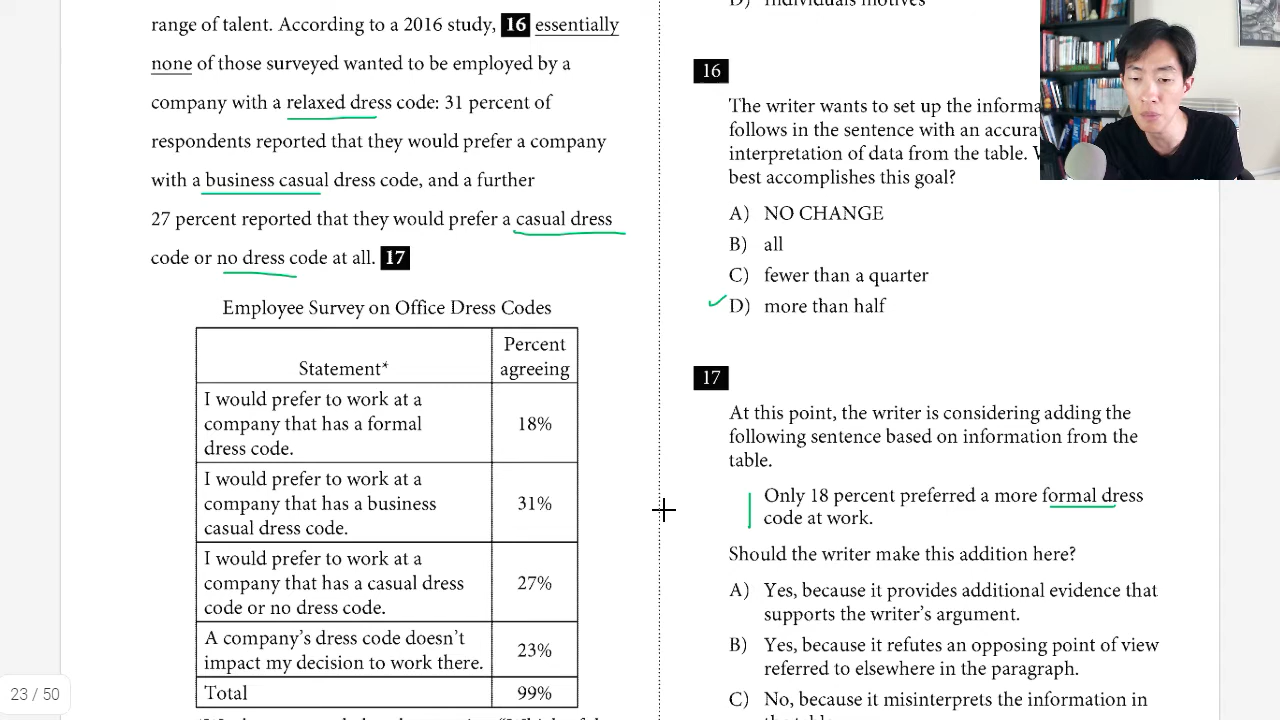 range of talent. According to a 2016 study, 16 essentially
none of those surveyed wanted to be employed by a
company with a relaxed dress code: 31 percent of
respondents reported that they would prefer a company
with a business casual dress code, and a further
27 percent reported that they would prefer a casual dress
code or no dress code at all. 17
Employee Survey on Office Dress Codes
Statement*
Percent
agreeing
I would prefer to work at a
company that has a formal
dress code.
18%
I would prefer to work at a
company that has a business
casual dress code.
31%
I would prefer to work at a
company that has a casual dress
code or no dress code.
27%
A company's dress code doesn't
impact my decision to work there.
23%
Total
99%
23 / 50
D) individuals motives
16
The writer wants to set up the informa
follows in the sentence with an accura
interpretation of data from the table.
best accomplishes this goal?
A) NO CHANGE
B) all
C) fewer than a quarter
D) more than half
17
At this point, the writer is considering adding the
following sentence based on information from the
table.
Only 18 percent preferred a more formal dress
code at work.
Should the writer make this addition here?
A) Yes, because it provides additional evidence that
supports the writer's argument.
B) Yes, because it refutes an opposing point of view
referred to elsewhere in the paragraph.
C) No, because it misinterprets the information in